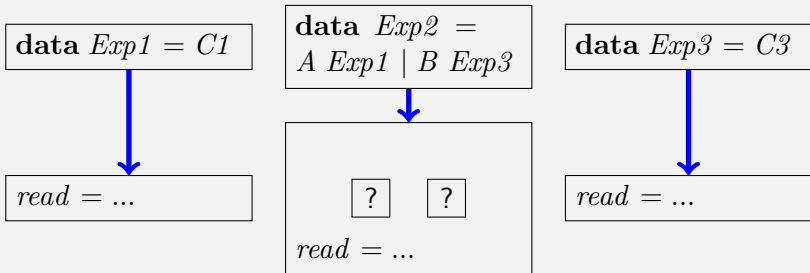 data Exp1 = C1
data Exp2 =
A Exp1 | B Exp3
data Exp3 = C3
read = ...
? ?
read = ...
read = ...